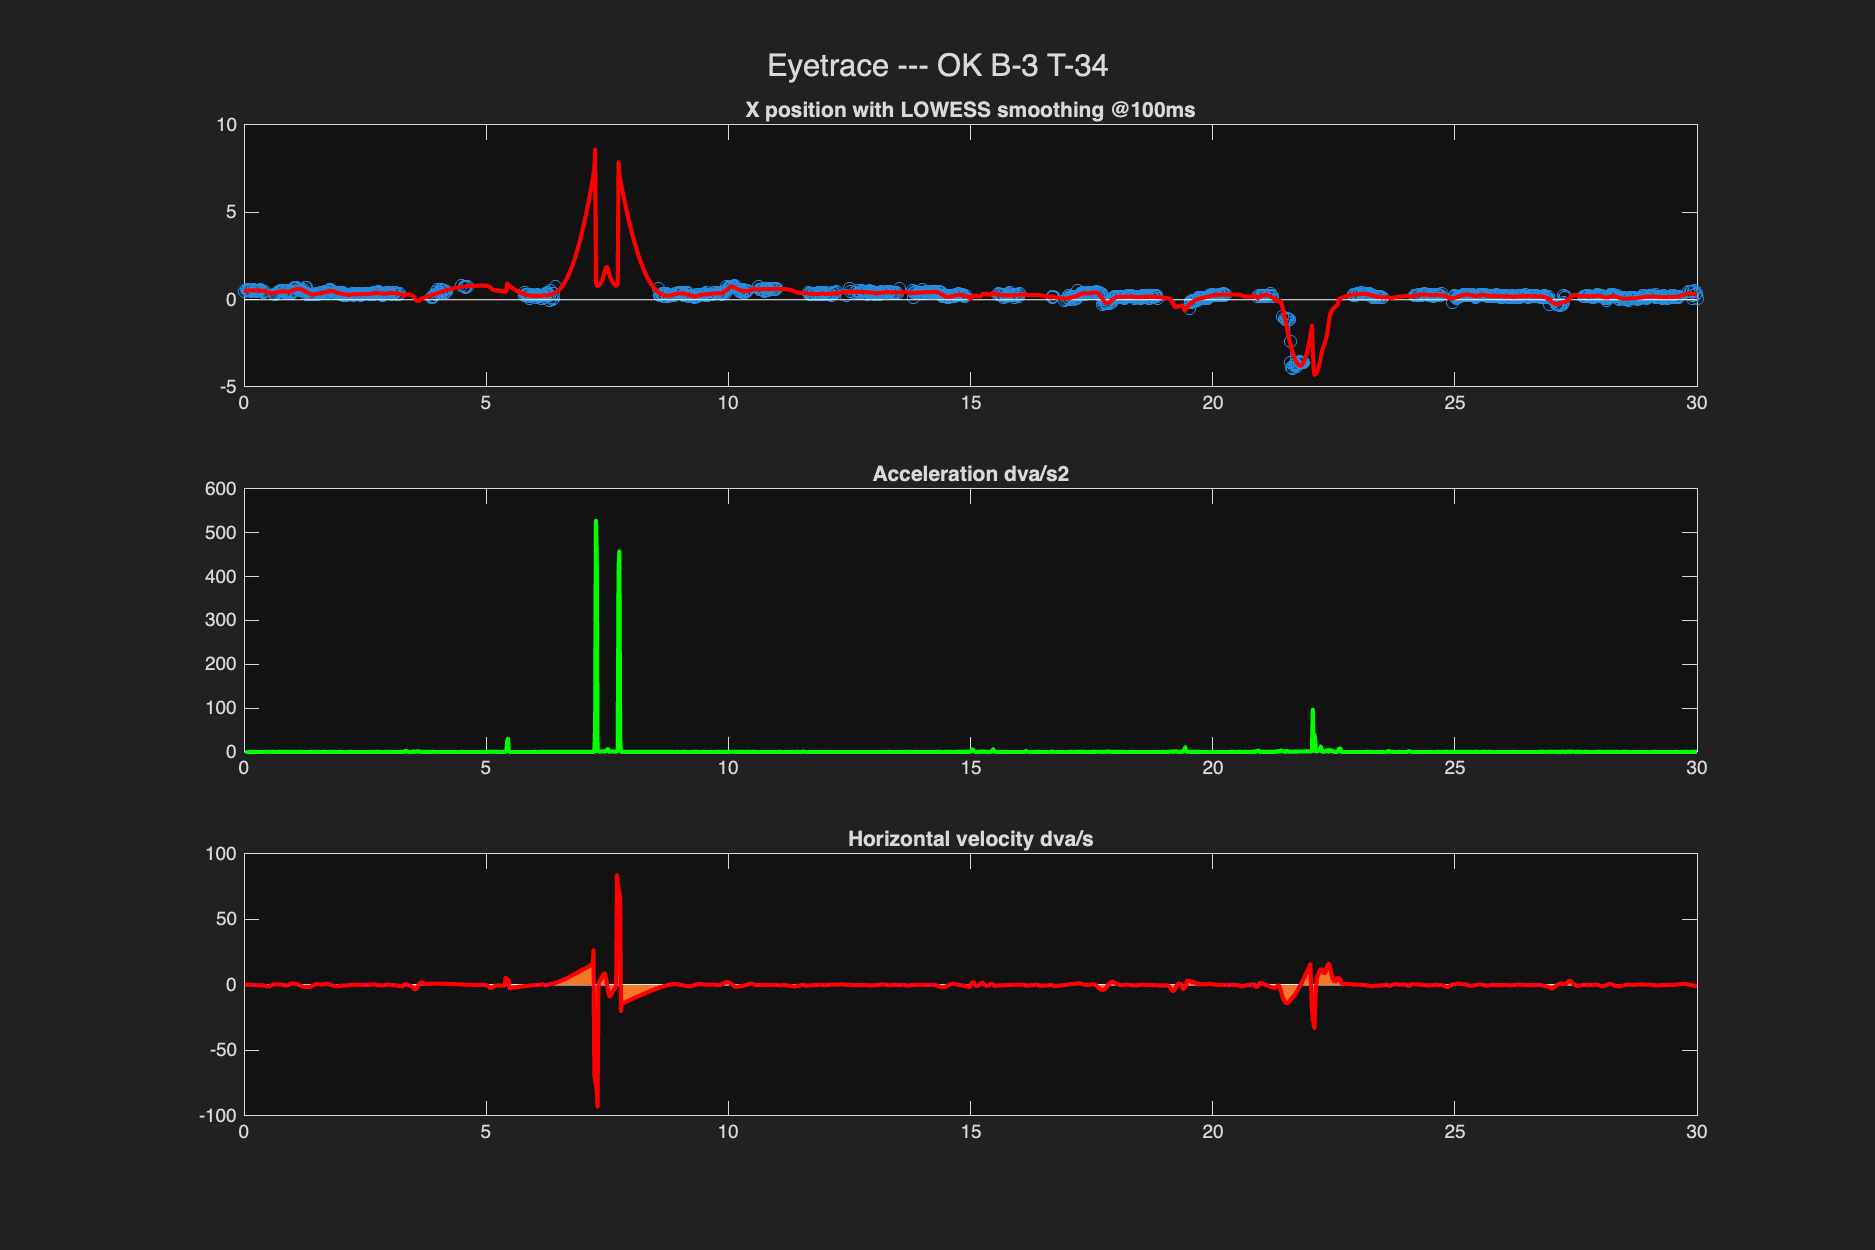 Eyetrace --- OK B-3 T-34
X position with LOWESS smoothing @100ms
10
5
0
-5
0 5 10 15 20 25 30
Acceleration dva/s2
600
500
400
300
200
100
0
0 5 10 15 20 25 30
Horizontal velocity dva/s
100
50
0
-50
-100
0 5 10 15 20 25 30